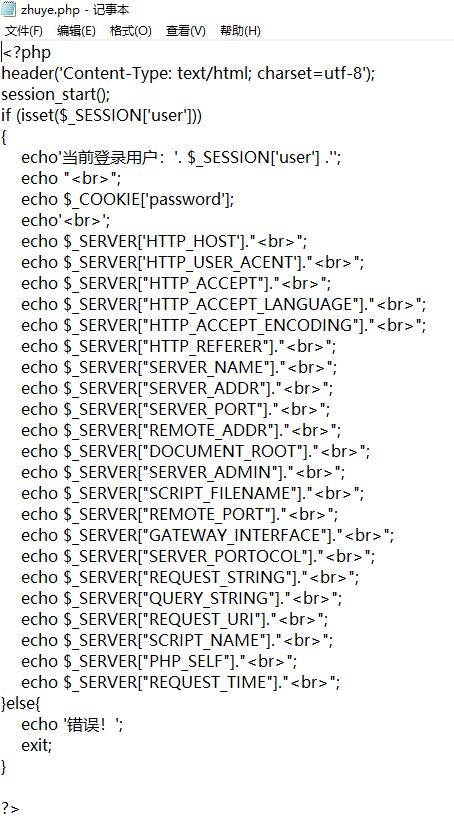 zhuye.php - 记事本
文件(F) 编辑(E) 格式(O) 查看(V) 帮助(H)
<?php
header('Content-Type: text/html; charset=utf-8');
session_start();
if (isset($_SESSION['user']))
{
    echo'当前登录用户：'. $_SESSION['user'] .'';
    echo "<br>";
    echo $_COOKIE['password'];
    echo'<br>';
    echo $_SERVER['HTTP_HOST']."<br>";
    echo $_SERVER['HTTP_USER_ACENT']."<br>";
    echo $_SERVER["HTTP_ACCEPT"]."<br>";
    echo $_SERVER["HTTP_ACCEPT_LANGUAGE"]."<br>";
    echo $_SERVER["HTTP_ACCEPT_ENCODING"]."<br>";
    echo $_SERVER["HTTP_REFERER"]."<br>";
    echo $_SERVER["SERVER_NAME"]."<br>";
    echo $_SERVER["SERVER_ADDR"]."<br>";
    echo $_SERVER["SERVER_PORT"]."<br>";
    echo $_SERVER["REMOTE_ADDR"]."<br>";
    echo $_SERVER["DOCUMENT_ROOT"]."<br>";
    echo $_SERVER["SERVER_ADMIN"]."<br>";
    echo $_SERVER["SCRIPT_FILENAME"]."<br>";
    echo $_SERVER["REMOTE_PORT"]."<br>";
    echo $_SERVER["GATEWAY_INTERFACE"]."<br>";
    echo $_SERVER["SERVER_PORTOCOL"]."<br>";
    echo $_SERVER["REQUEST_STRING"]."<br>";
    echo $_SERVER["QUERY_STRING"]."<br>";
    echo $_SERVER["REQUEST_URI"]."<br>";
    echo $_SERVER["SCRIPT_NAME"]."<br>";
    echo $_SERVER["PHP_SELF"]."<br>";
    echo $_SERVER["REQUEST_TIME"]."<br>";
}else{
    echo '错误！';
    exit;
}
?>